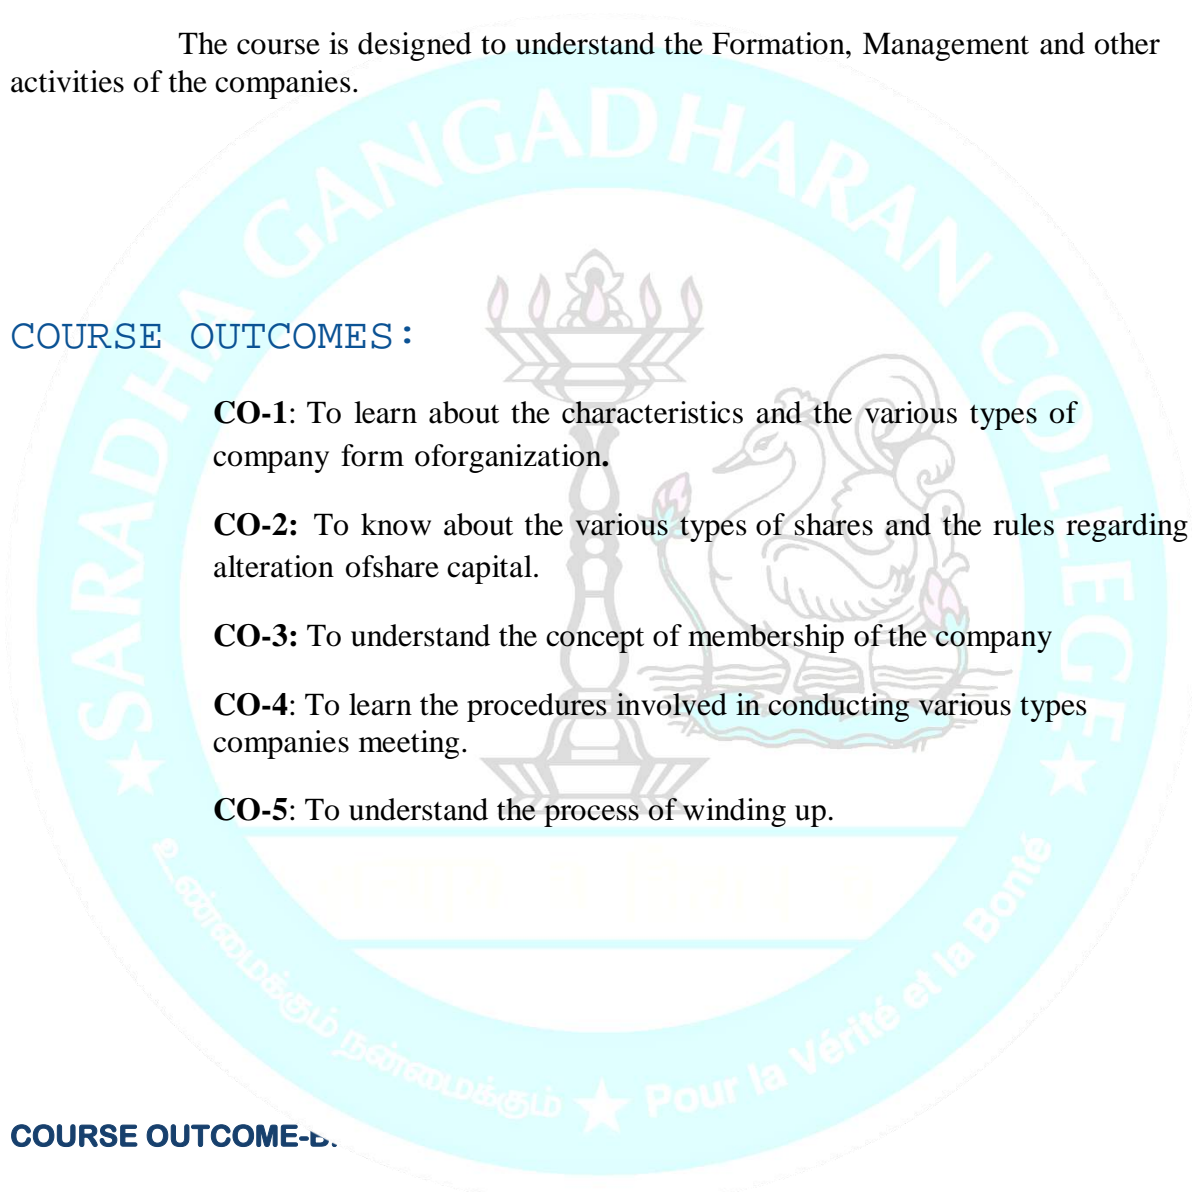 The course is designed to understand the Formation, Management and other
activities of the companies.
SARADHA GANGADHARAN COLLEGE
COURSE OUTCOMES:
CO-1: To learn about the characteristics and the various types of
company form oforganization.
CO-2: To know about the various types of shares and the rules regarding
alteration ofshare capital.
CO-3: To understand the concept of membership of the company
CO-4: To learn the procedures involved in conducting various types
companies meeting.
CO-5: To understand the process of winding up.
உண்மைக்கும் நன்மைக்கும்
Pour la Vérité et la Bonté
COURSE OUTCOME-B.